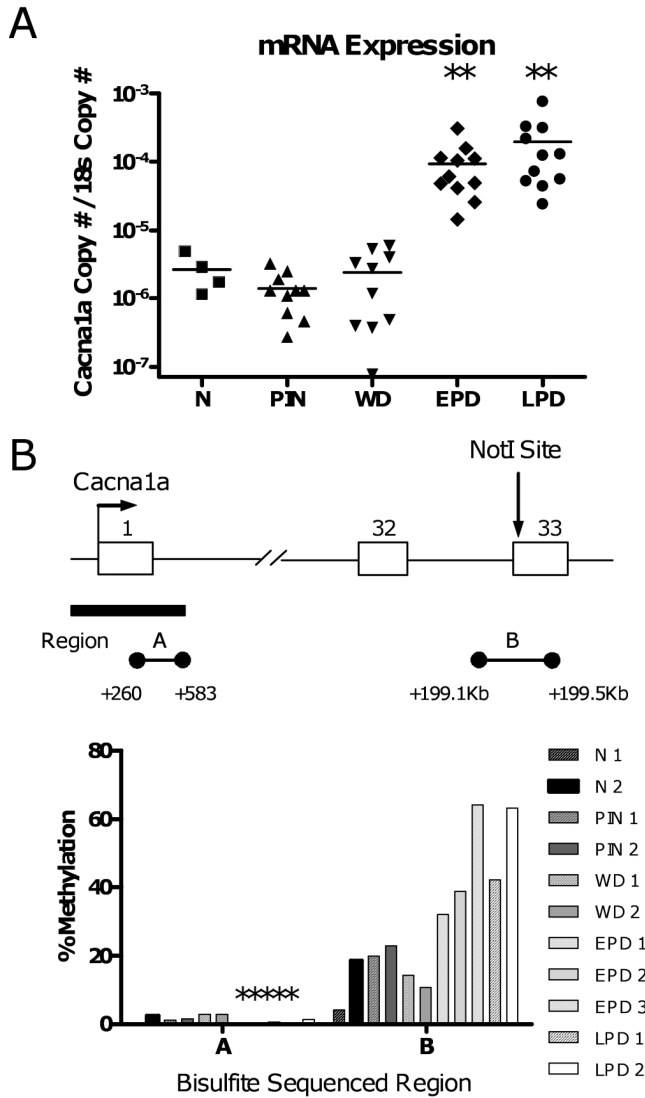 A
mRNA Expression
** **
Cacna1a Copy # / 18s Copy #
10-3
10-4
10-5
10-6
10-7
N PIN WD EPD LPD
B
NotI Site
Cacna1a
1 32 33
Region A B
+260 +583 +199.1Kb +199.5Kb
%Methylation
80
60
40
20
0
*****
A B
Bisulfite Sequenced Region
N 1
N 2
PIN 1
PIN 2
WD 1
WD 2
EPD 1
EPD 2
EPD 3
LPD 1
LPD 2